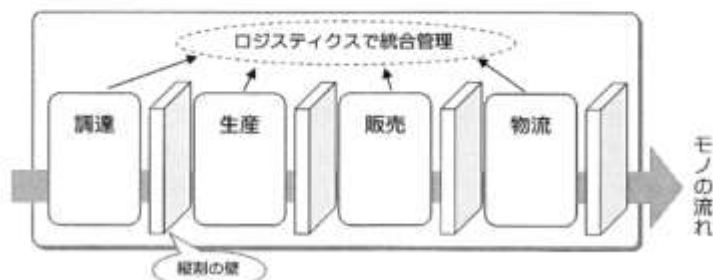 ロジスティクスで統合管理
調達
生産
販売
物流
モノの流れ
縦割の壁